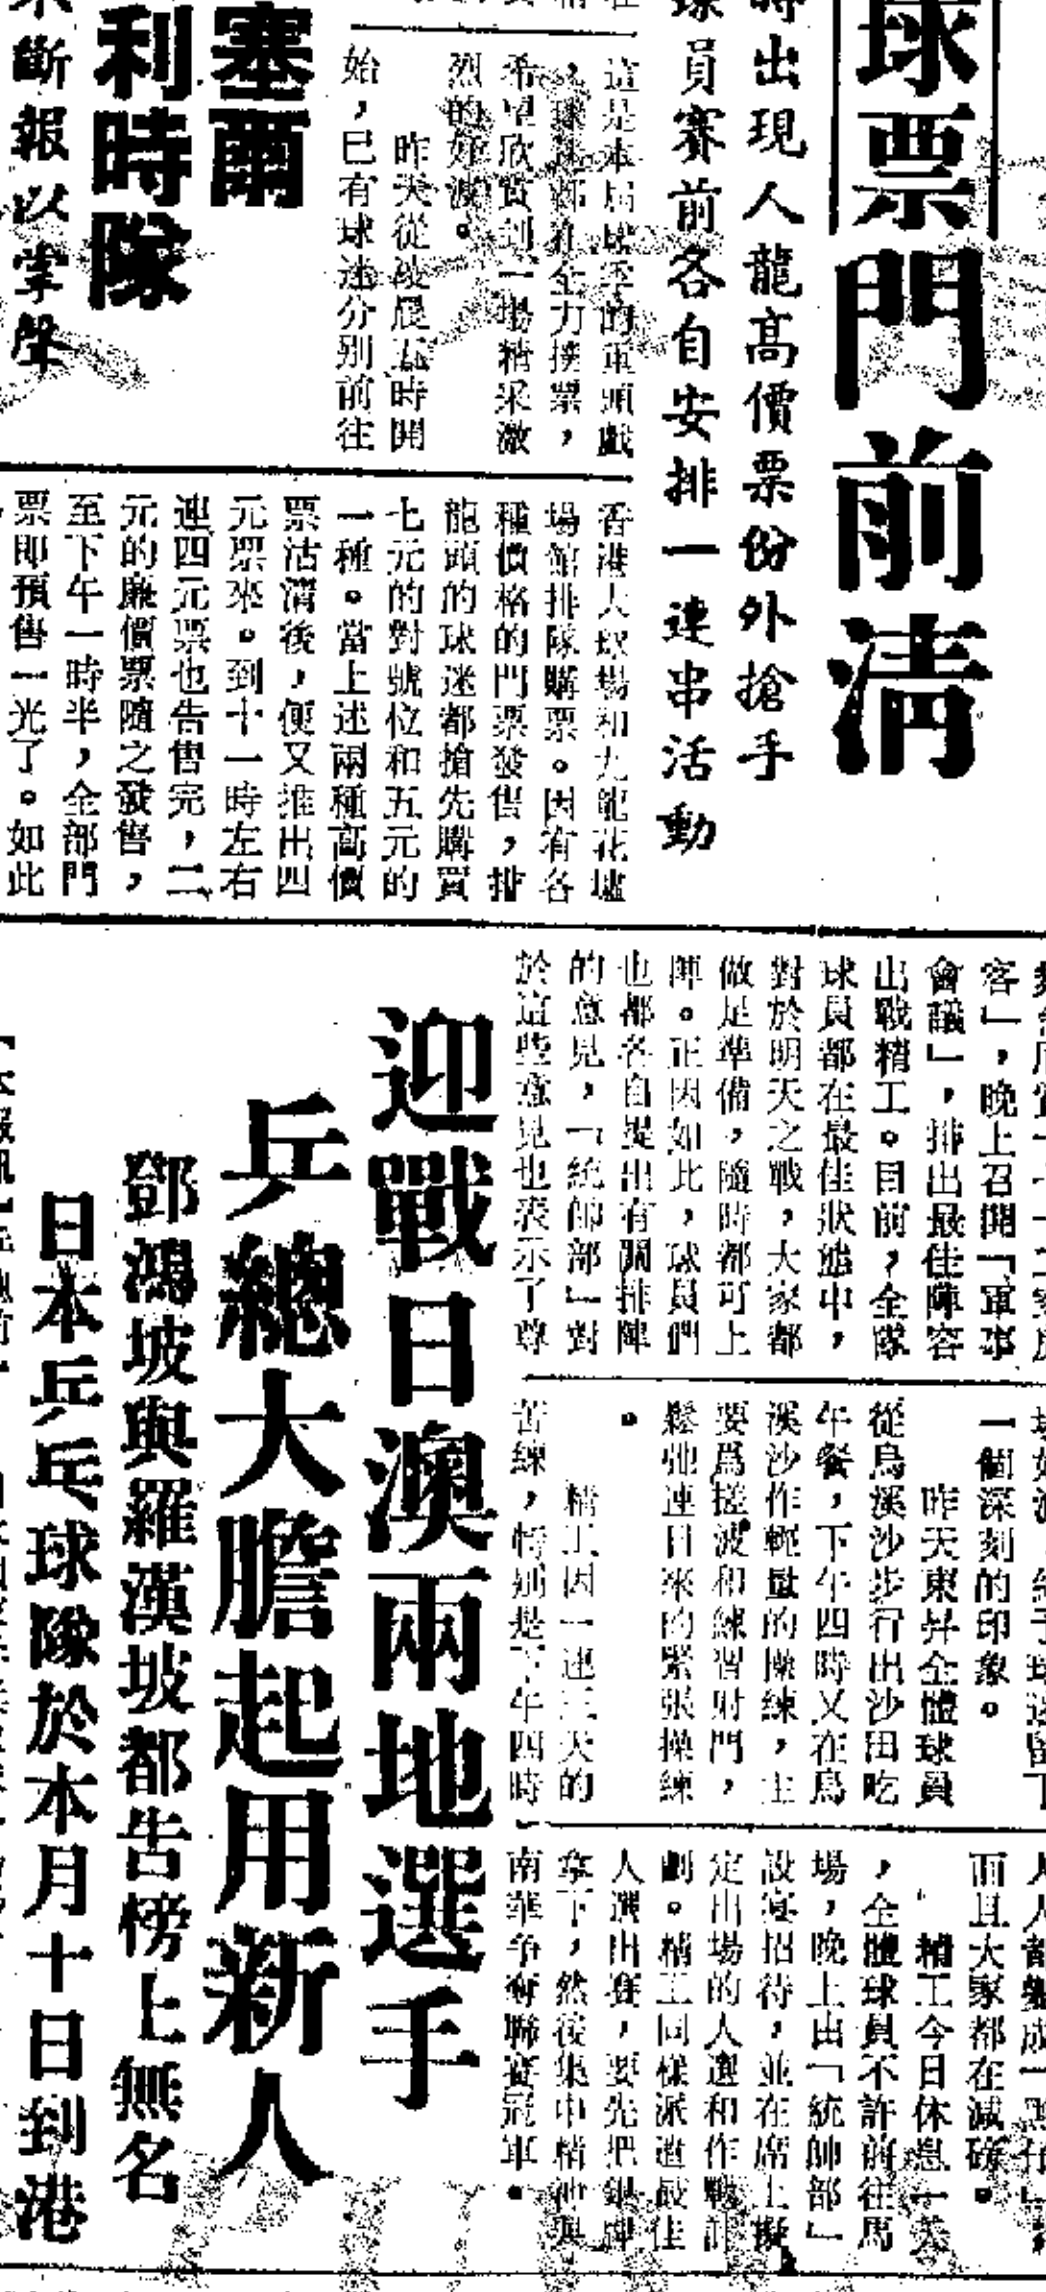 球票門前清
時出現人龍高價票份外搶手
球員賽前各自安排一連串活動
這是本屆球季的重頭戲
，球迷都在全力撲票，
希望欣賞到一場精采激
烈的好波。
昨天從凌晨五時開
始，已有球迷分別前往
香港大球場和九龍花墟
場館排隊購票。因有各
種價格的門票發售，排
龍頭的球迷都搶先購買
七元的對號位和五元的
一種。當上述兩種高價
票沽清後，便又推出四
元票來。到十一時左右
連四元票也告售完，二
元的廉價票隨之發售，
至下午一時半，全部門
票即預售一光了。如此
塞爾
利時隊
不斷報以掌聲
客」，晚上召開「軍事
會議」，排出最佳陣容
出戰精工。目前，全隊
球員都在最佳狀態中，
對於明天之戰，大家都
做足準備，隨時都可上
陣。正因如此，球員們
也都各自提出有關排陣
的意見，「統帥部」對
於這些意見也表示了尊
一個深刻的印象。
昨天東昇全體球員
從烏溪沙步行出沙田吃
午餐，下午四時又在烏
溪沙作輕量的操練，主
要爲搓波和練習射門，
鬆弛連日來的緊張操練
。
精工因一連三天的
苦練，特別是下午四時
而且大家都在減磅。
精工今日休息一天
，全體球員不許前往馬
場，晚上由「統帥部」
設宴招待，並在席上擬
定出場的人選和作戰計
劃。精工同樣派遣最佳
人選出賽，要先把銀牌
拿下，然後集中精神與
南華爭奪聯賽冠軍。
迎戰日澳兩地選手
乒總大膽起用新人
鄧鴻坡與羅漢坡都告榜上無名
日本乒乓球隊於本月十日到港